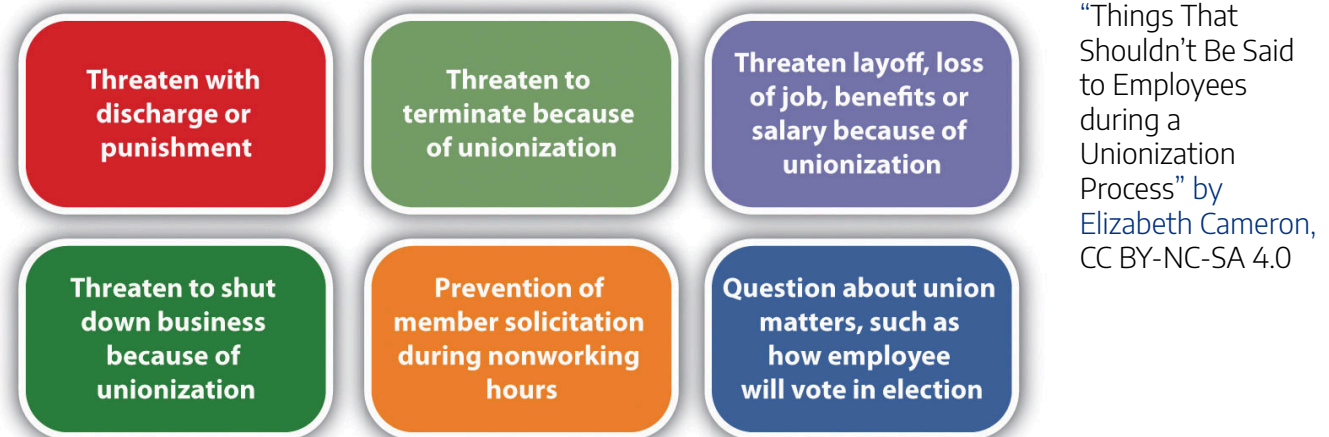 Threaten with
discharge or
punishment
Threaten to
terminate because
of unionization
Threaten layoff, loss
of job, benefits or
salary because of
unionization
Threaten to shut
down business
because of
unionization
Prevention of
member solicitation
during nonworking
hours
Question about union
matters, such as
how employee
will vote in election
“Things That
Shouldn’t Be Said
to Employees
during a
Unionization
Process” by
Elizabeth Cameron,
CC BY-NC-SA 4.0